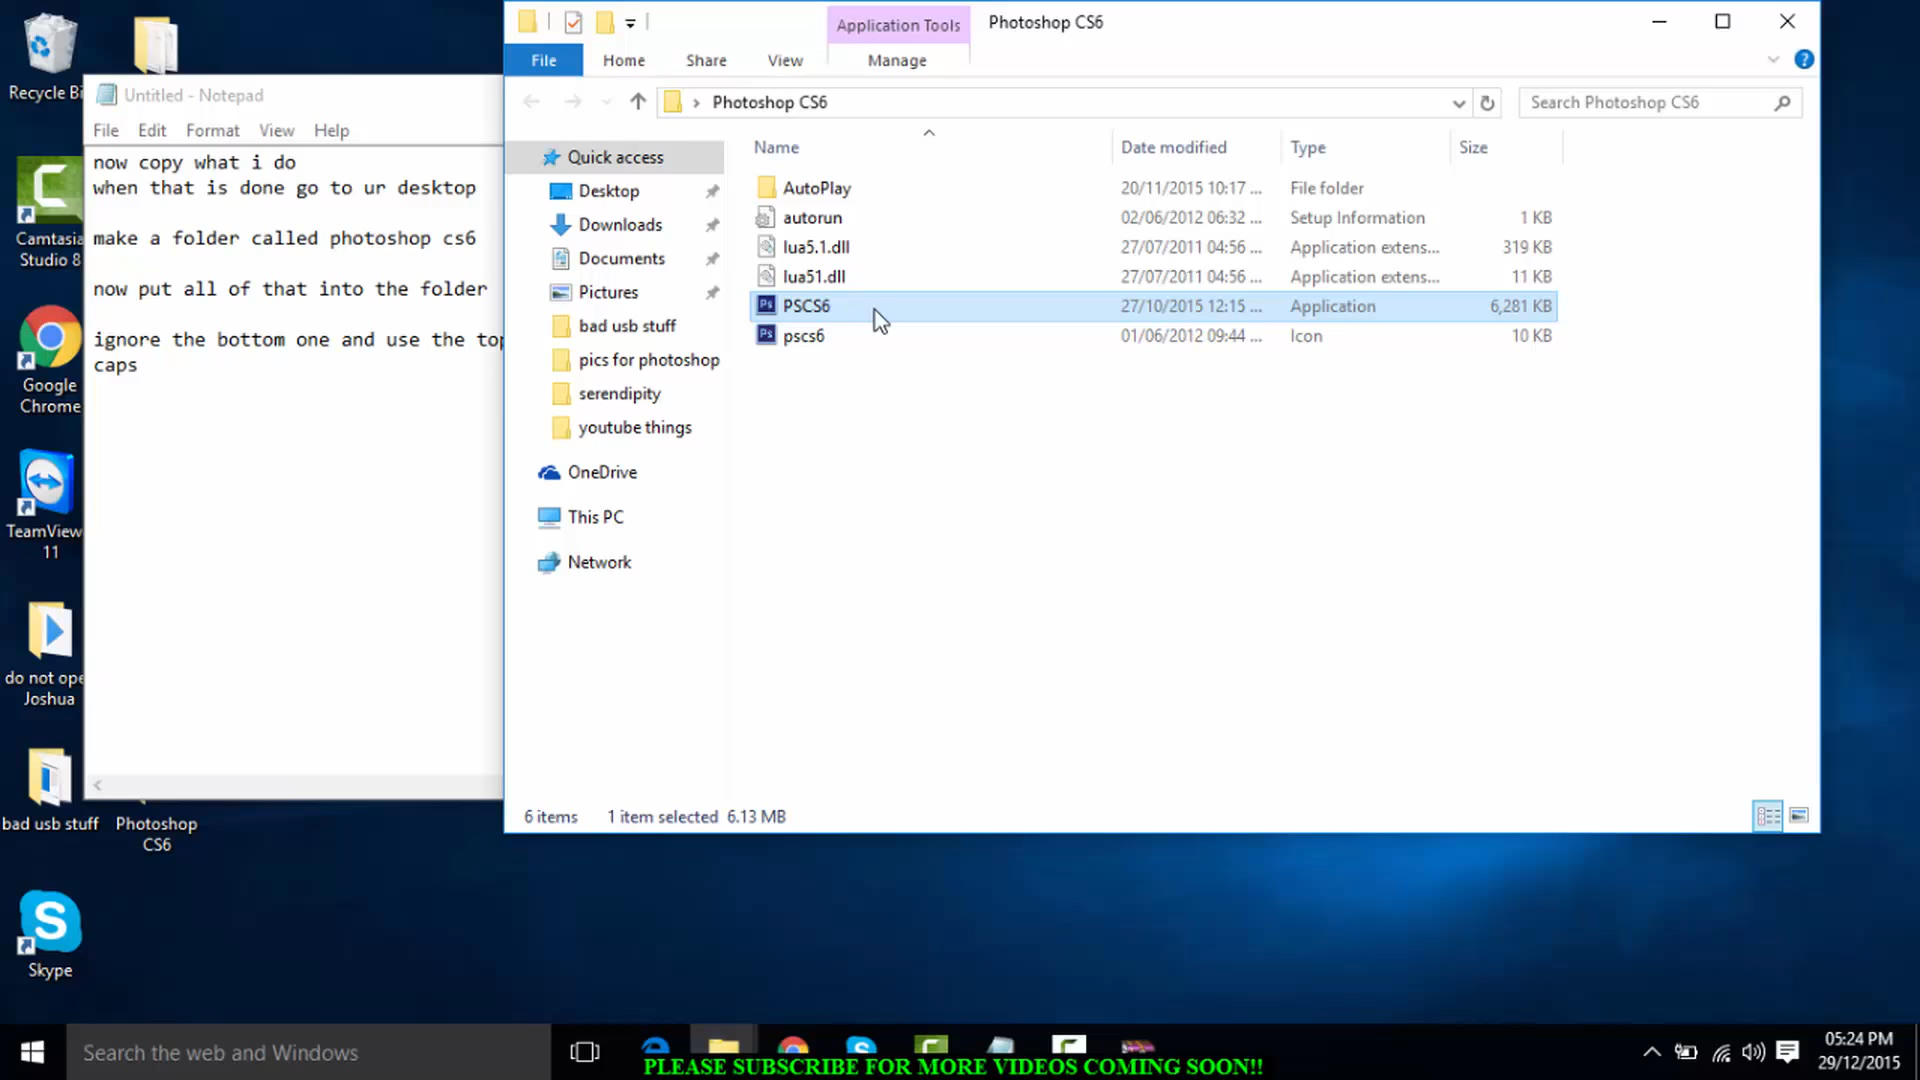 Recycle Bi
Camtasia
Studio 8
Google
Chrome
TeamView
11
do not ope
Joshua
bad usb stuff
Photoshop
CS6
Skype
Untitled - Notepad
File Edit Format View Help
now copy what i do
when that is done go to ur desktop
make a folder called photoshop cs6
now put all of that into the folder
ignore the bottom one and use the top
caps
Application Tools Photoshop CS6
File Home Share View Manage
Photoshop CS6
Search Photoshop CS6
Name Date modified Type Size
Quick access
Desktop
Downloads
Documents
Pictures
bad usb stuff
pics for photoshop
serendipity
youtube things
OneDrive
This PC
Network
AutoPlay 20/11/2015 10:17 ... File folder
autorun 02/06/2012 06:32 ... Setup Information 1 KB
lua5.1.dll 27/07/2011 04:56 ... Application extens... 319 KB
lua51.dll 27/07/2011 04:56 ... Application extens... 11 KB
Ps PSCS6 27/10/2015 12:15 ... Application 6,281 KB
Ps pscs6 01/06/2012 09:44 ... Icon 10 KB
6 items 1 item selected 6.13 MB
Search the web and Windows
PLEASE SUBSCRIBE FOR MORE VIDEOS COMING SOON!!
05:24 PM
29/12/2015